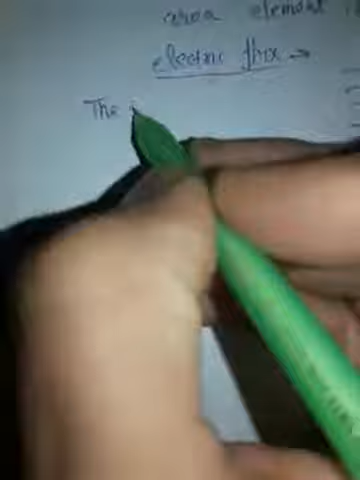 area element
electric flux →
The